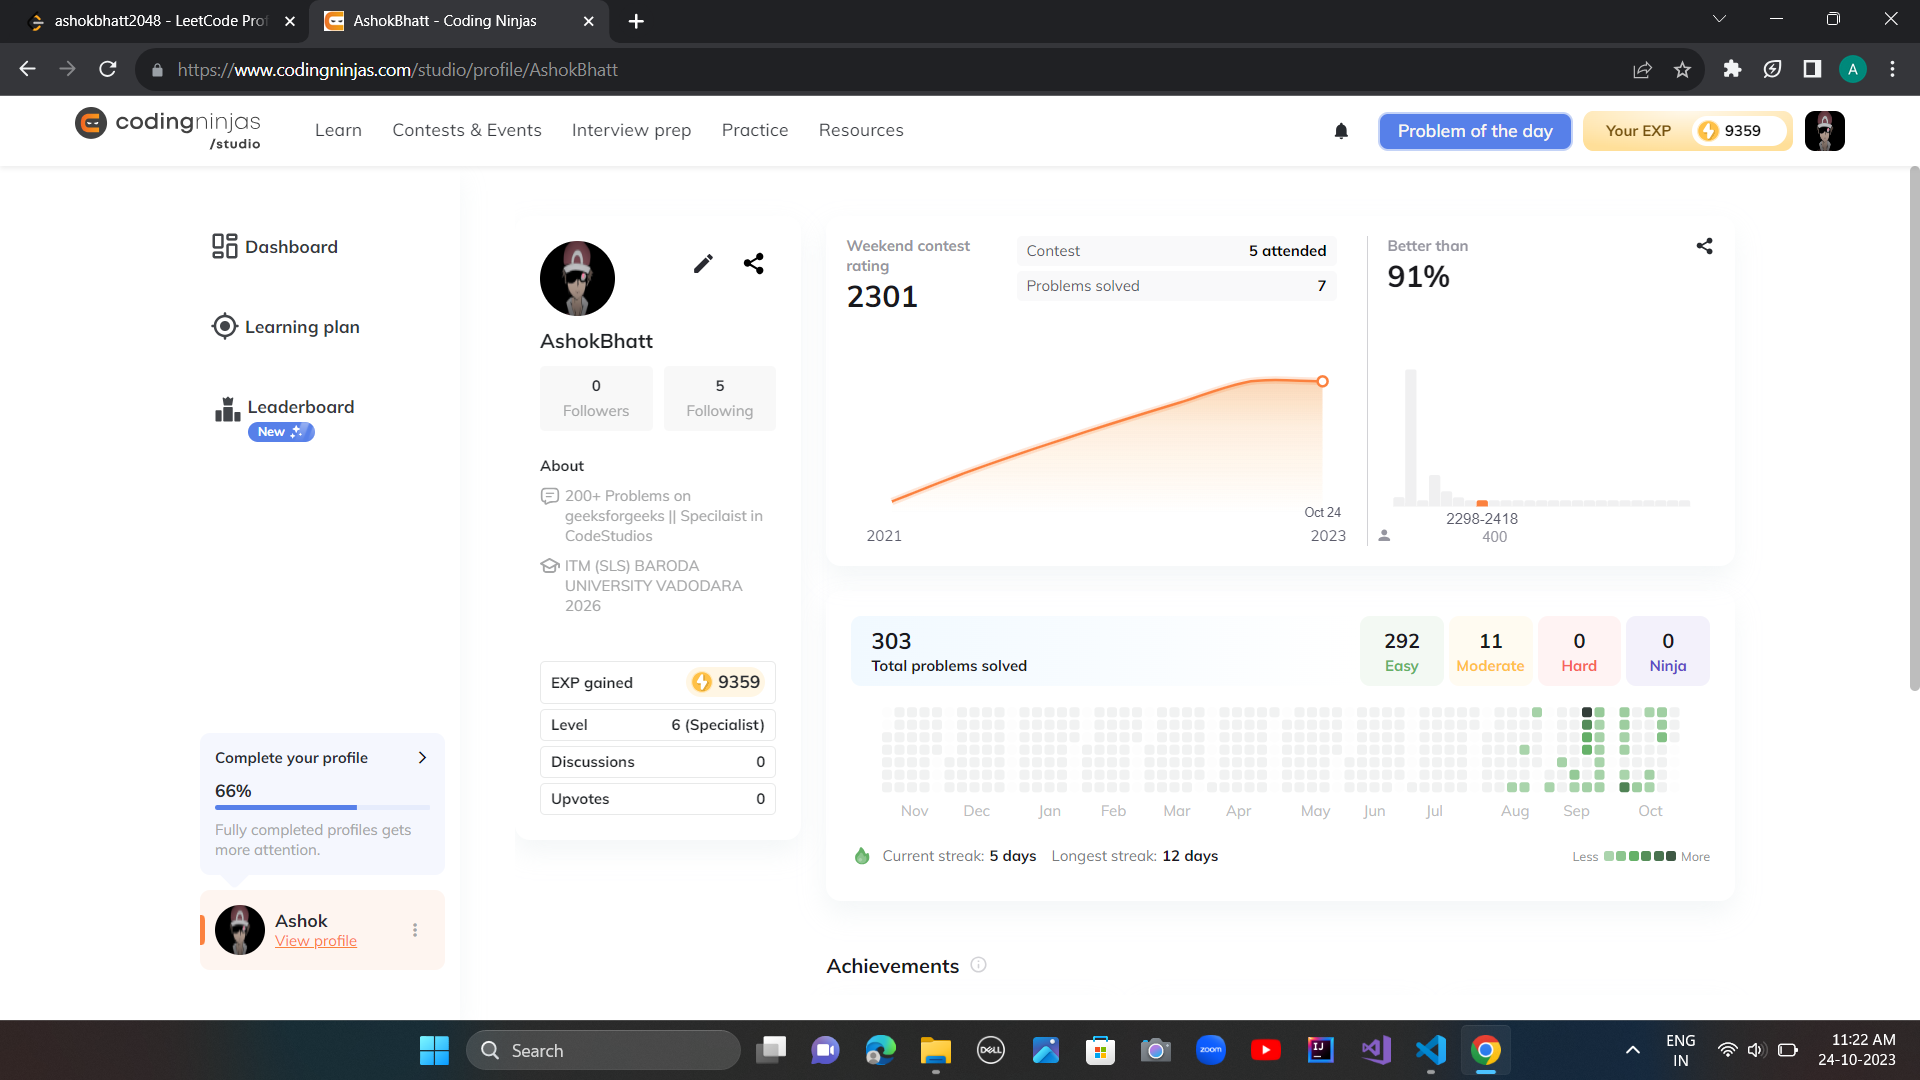 ashokbhatt2048 - LeetCode Prof
AshokBhatt - Coding Ninjas
https://www.codingninjas.com/studio/profile/AshokBhatt
A
codingninjas
/studio
Learn
Contests & Events
Interview prep
Practice
Resources
Problem of the day
Your EXP
9359
Dashboard
Learning plan
Leaderboard
New
AshokBhatt
0
Followers
5
Following
About
200+ Problems on
geeksforgeeks || Specilaist in
CodeStudios
ITM (SLS) BARODA
UNIVERSITY VADODARA
2026
EXP gained
9359
Level
6 (Specialist)
Discussions
0
Upvotes
0
Weekend contest
rating
2301
Contest
5 attended
Problems solved
7
2021
Oct 24
2023
Better than
91%
2298-2418
400
303
Total problems solved
292
Easy
11
Moderate
0
Hard
0
Ninja
Nov
Dec
Jan
Feb
Mar
Apr
May
Jun
Jul
Aug
Sep
Oct
Current streak: 5 days
Longest streak: 12 days
Less
More
Achievements
Complete your profile
66%
Fully completed profiles gets
more attention.
Ashok
View profile
Search
DELL
zoom
IJ
ENG
IN
11:22 AM
24-10-2023